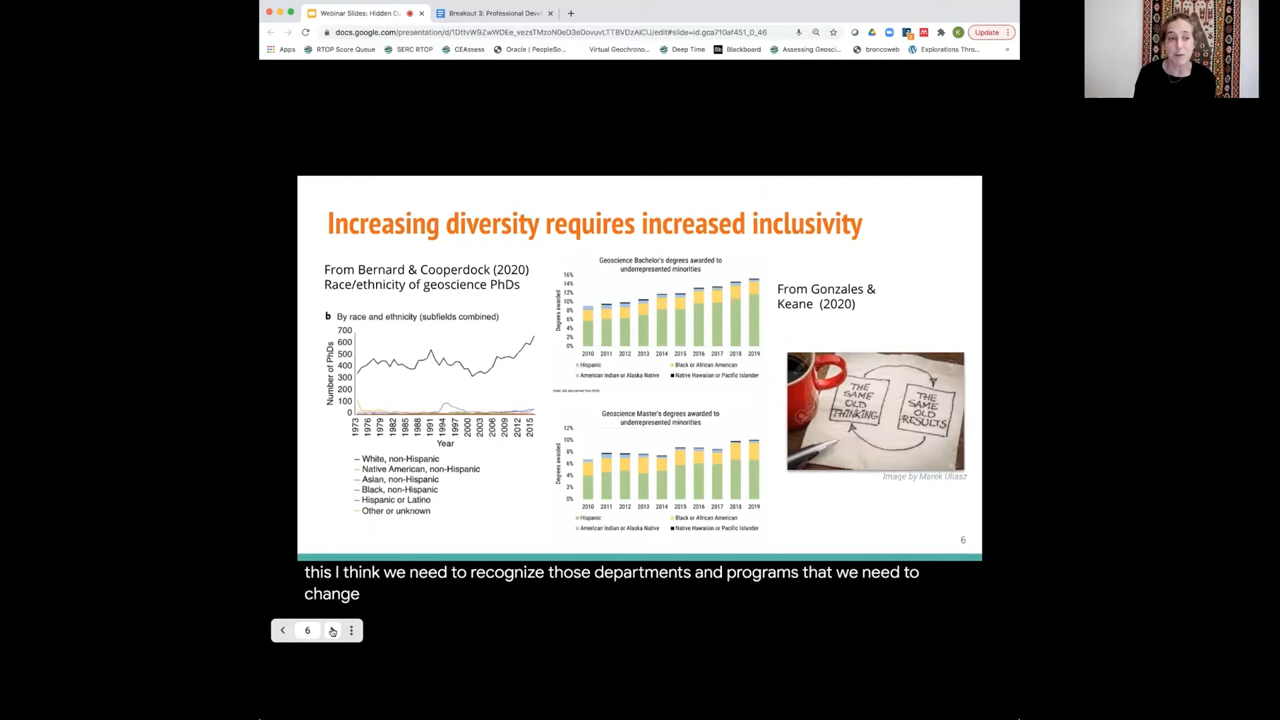 Webinar Slides: Hidden Cu
Breakout 3: Professional Devel
docs.google.com/presentation/d/1DtfvW9ZwWDEe_vezsTMzoN0eD3eDovuvLTT8VDzAiCU/edit#slide=id.gca710af451_0_46
Update
Apps
RTOP Score Queue
SERC RTOP
CEAssess
Oracle | PeopleSo...
Virtual Geochrono...
Deep Time
Blackboard
Assessing Geosci...
broncoweb
Explorations Thro...
Increasing diversity requires increased inclusivity
From Bernard & Cooperdock (2020)
Race/ethnicity of geoscience PhDs
b By race and ethnicity (subfields combined)
Number of PhDs
700
600
500
400
300
200
100
0
1973
1976
1979
1982
1985
1988
1991
1994
1997
2000
2003
2006
2009
2012
2015
Year
White, non-Hispanic
Native American, non-Hispanic
Asian, non-Hispanic
Black, non-Hispanic
Hispanic or Latino
Other or unknown
Geoscience Bachelor's degrees awarded to
underrepresented minorities
Degrees awarded
16%
14%
12%
10%
8%
6%
4%
2%
0%
2010 2011 2012 2013 2014 2015 2016 2017 2018 2019
Hispanic
Black or African American
American Indian or Alaska Native
Native Hawaiian or Pacific Islander
Geoscience Master's degrees awarded to
underrepresented minorities
Degrees awarded
12%
10%
8%
6%
4%
2%
0%
2010 2011 2012 2013 2014 2015 2016 2017 2018 2019
Hispanic
Black or African American
American Indian or Alaska Native
Native Hawaiian or Pacific Islander
From Gonzales &
Keane (2020)
THE
SAME
OLD
THINKING
THE
SAME
OLD
RESULTS
Image by Marek Uliasz
6
this I think we need to recognize those departments and programs that we need to
change
6